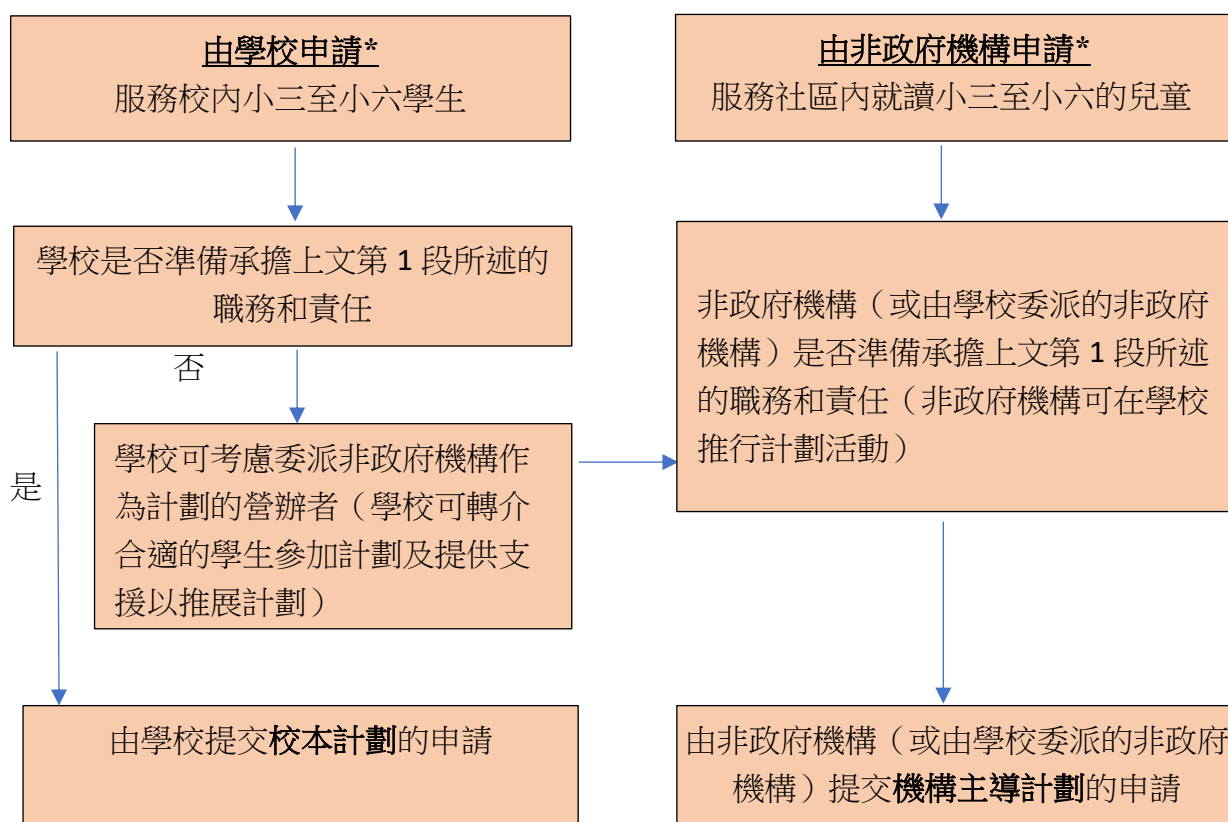 由學校申請*
服務校內小三至小六學生
由非政府機構申請*
服務社區內就讀小三至小六的兒童
學校是否準備承擔上文第 1 段所述的
職務和責任
否
是
學校可考慮委派非政府機構作
為計劃的營辦者（學校可轉介
合適的學生參加計劃及提供支
援以推展計劃）
非政府機構（或由學校委派的非政府
機構）是否準備承擔上文第 1 段所述
的職務和責任（非政府機構可在學校
推行計劃活動）
由學校提交校本計劃的申請
由非政府機構（或由學校委派的非政府
機構）提交機構主導計劃的申請